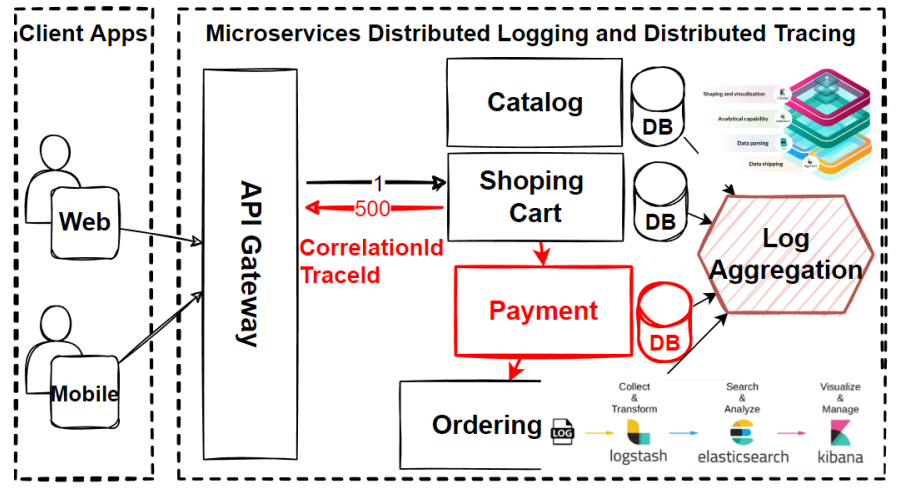 Client Apps
Microservices Distributed Logging and Distributed Tracing
Web
Mobile
API Gateway
Catalog
DB
1
500
CorrelationId
TraceId
Shoping
Cart
DB
Payment
DB
Ordering
Shaping and visualization
Analytical capability
Data parsing
Data shipping
Log
Aggregation
LOG
Collect
&
Transform
logstash
Search
&
Analyze
elasticsearch
Visualize
&
Manage
kibana